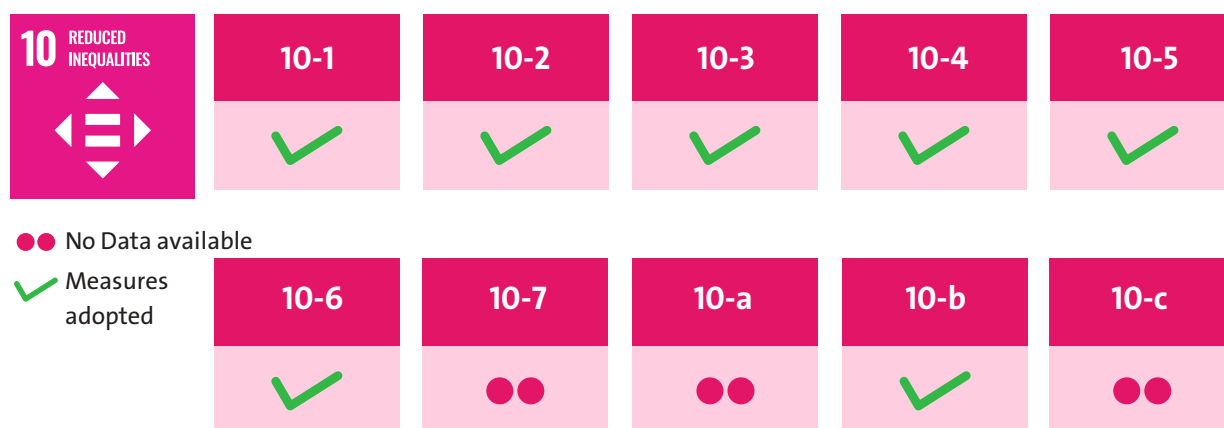 10 REDUCED
INEQUALITIES
10-1 10-2 10-3 10-4 10-5
No Data available
Measures
adopted
10-6 10-7 10-a 10-b 10-c